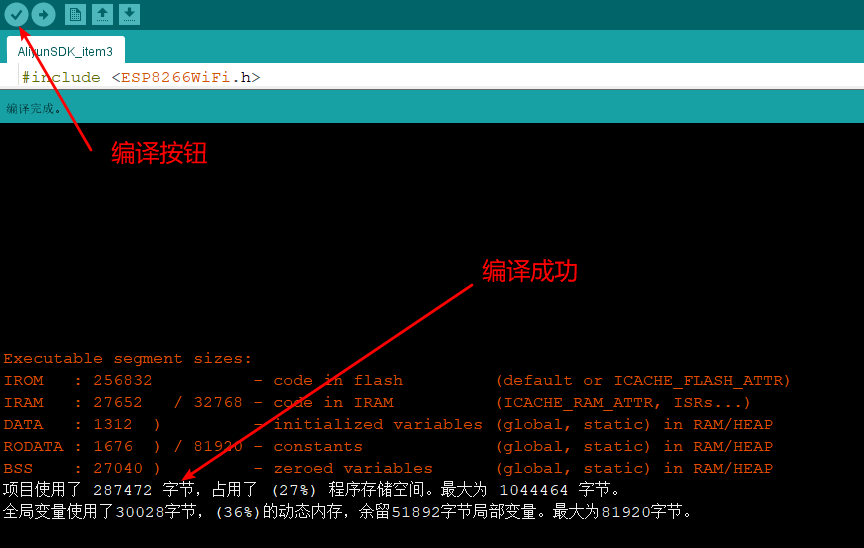 AliyunSDK_item3
#include <ESP8266WiFi.h>
编译完成。
编译按钮
编译成功
Executable segment sizes:
IROM   : 256832          - code in flash         (default or ICACHE_FLASH_ATTR)
IRAM   : 27652   / 32768 - code in IRAM          (ICACHE_RAM_ATTR, ISRs...)
DATA   : 1312  )         - initialized variables (global, static) in RAM/HEAP
RODATA : 1676  ) / 81920 - constants             (global, static) in RAM/HEAP
BSS    : 27040 )         - zeroed variables      (global, static) in RAM/HEAP
项目使用了 287472 字节，占用了 (27%) 程序存储空间。最大为 1044464 字节。
全局变量使用了30028字节，(36%)的动态内存，余留51892字节局部变量。最大为81920字节。